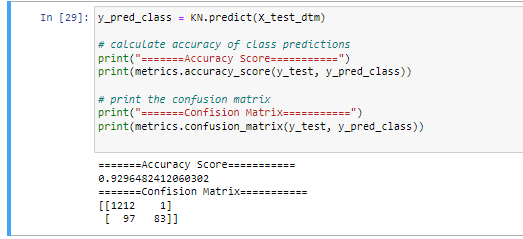 In [29]: y_pred_class = KN.predict(X_test_dtm)
# calculate accuracy of class predictions
print("=======Accuracy Score===========")
print(metrics.accuracy_score(y_test, y_pred_class))
# print the confusion matrix
print("=======Confision Matrix===========")
print(metrics.confusion_matrix(y_test, y_pred_class))
=======Accuracy Score===========
0.9296482412060302
=======Confision Matrix===========
[[1212 1]
[ 97 83]]